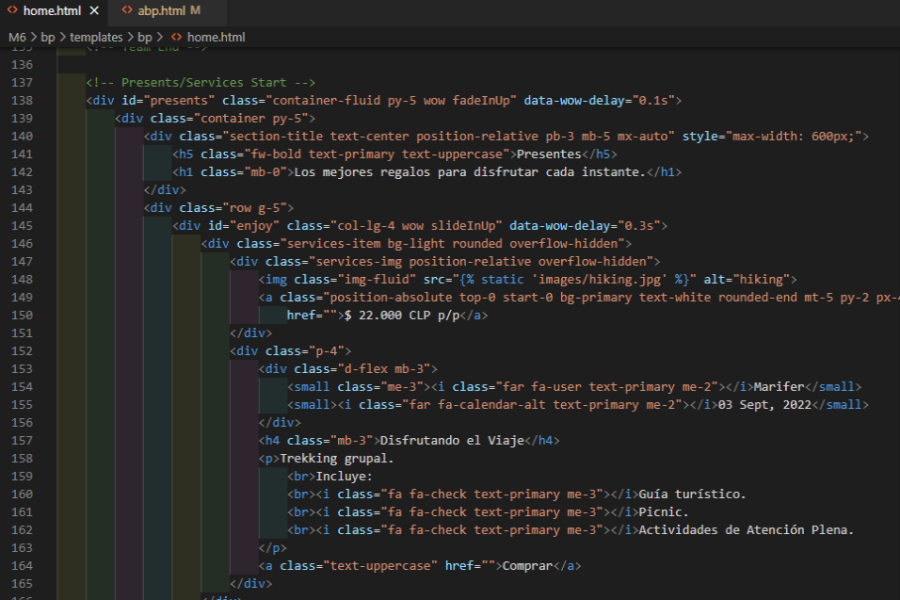 home.html
abp.html M
M6 > bp > templates > bp > home.html
135 <!-- Team End -->
136
137 <!-- Presents/Services Start -->
138 <div id="presents" class="container-fluid py-5 wow fadeInUp" data-wow-delay="0.1s">
139 <div class="container py-5">
140 <div class="section-title text-center position-relative pb-3 mb-5 mx-auto" style="max-width: 600px;">
141 <h5 class="fw-bold text-primary text-uppercase">Presentes</h5>
142 <h1 class="mb-0">Los mejores regalos para disfrutar cada instante.</h1>
143 </div>
144 <div class="row g-5">
145 <div id="enjoy" class="col-lg-4 wow slideInUp" data-wow-delay="0.3s">
146 <div class="services-item bg-light rounded overflow-hidden">
147 <div class="services-img position-relative overflow-hidden">
148 <img class="img-fluid" src="{% static 'images/hiking.jpg' %}" alt="hiking">
149 <a class="position-absolute top-0 start-0 bg-primary text-white rounded-end mt-5 py-2 px-
150 href="">$ 22.000 CLP p/p</a>
151 </div>
152 <div class="p-4">
153 <div class="d-flex mb-3">
154 <small class="me-3"><i class="far fa-user text-primary me-2"></i>Marifer</small>
155 <small><i class="far fa-calendar-alt text-primary me-2"></i>03 Sept, 2022</small>
156 </div>
157 <h4 class="mb-3">Disfrutando el Viaje</h4>
158 <p>Trekking grupal.
159 <br>Incluye:
160 <br><i class="fa fa-check text-primary me-3"></i>Guía turístico.
161 <br><i class="fa fa-check text-primary me-3"></i>Picnic.
162 <br><i class="fa fa-check text-primary me-3"></i>Actividades de Atención Plena.
163 </p>
164 <a class="text-uppercase" href="">Comprar</a>
165 </div>
166 </div>